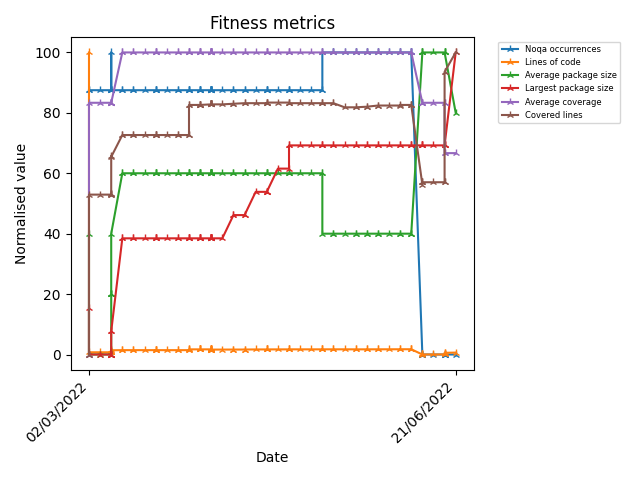 Fitness metrics
Noqa occurrences
Lines of code
Average package size
Largest package size
Average coverage
Covered lines
Normalised value
100
80
60
40
20
0
02/03/2022
21/06/2022
Date